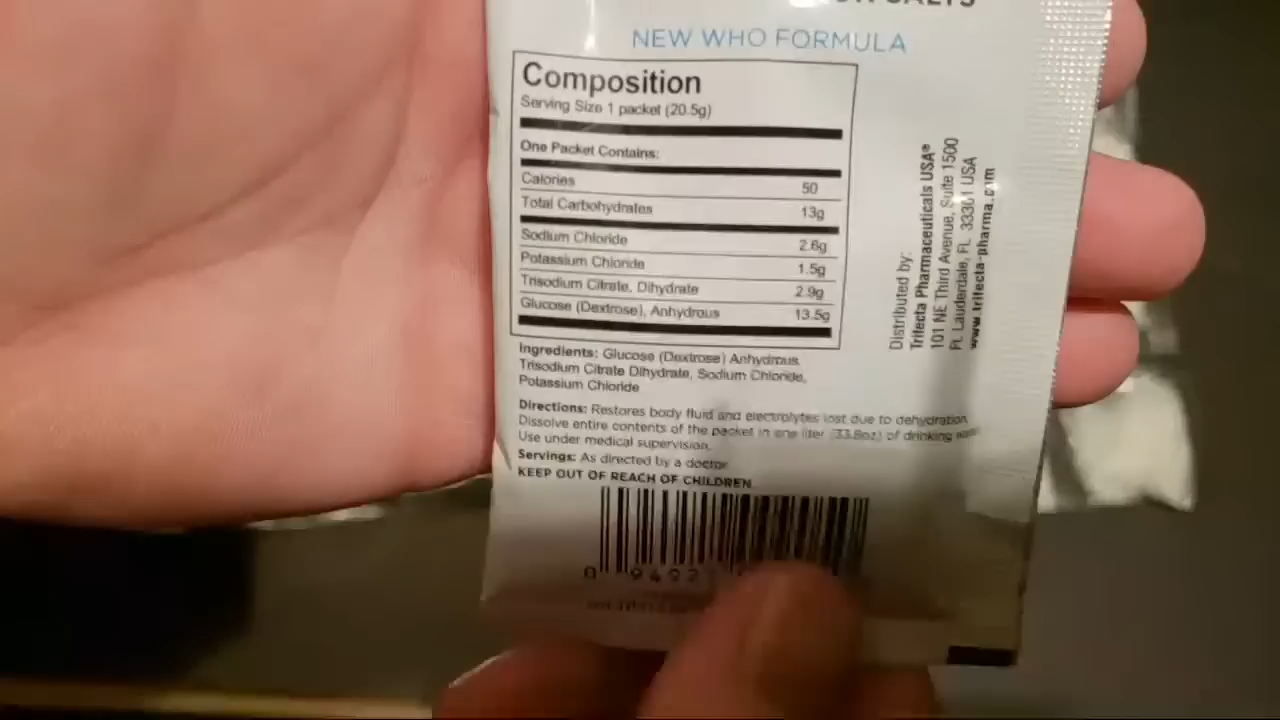 SALTS
NEW WHO FORMULA
Composition
Serving Size 1 packet (20.5g)
One Packet Contains:
Calories 50
Total Carbohydrates 13g
Sodium Chloride 2.6g
Potassium Chloride 1.5g
Trisodium Citrate, Dihydrate 2.9g
Glucose (Dextrose), Anhydrous 13.5g
Ingredients: Glucose (Dextrose) Anhydrous,
Trisodium Citrate Dihydrate, Sodium Chloride,
Potassium Chloride
Directions: Restores body fluid and electrolytes lost due to dehydration
Dissolve entire contents of the packet in one liter (33.8oz) of drinking
Use under medical supervision.
Servings: As directed by a doctor
KEEP OUT OF REACH OF CHILDREN
0 9492
Distributed by:
Trifecta Pharmaceuticals USA®
101 NE Third Avenue, Suite 1500
Ft. Lauderdale, FL 33301 USA
www.trifecta-pharma.com